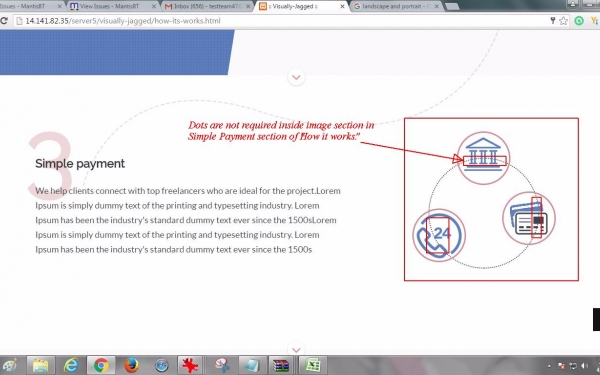 Issues - MantisBT
View Issues - MantisBT
Inbox (656) - testteam47
:: Visually-Jagged ::
landscape and portrait -
14.141.82.35/server5/visually-jagged/how-its-works.html
Dots are not required inside image section in
Simple Payment section of How it works."
3
Simple payment
We help clients connect with top freelancers who are ideal for the project.Lorem
Ipsum is simply dummy text of the printing and typesetting industry. Lorem
Ipsum has been the industry's standard dummy text ever since the 1500sLorem
Ipsum is simply dummy text of the printing and typesetting industry. Lorem
Ipsum has been the industry's standard dummy text ever since the 1500s
24